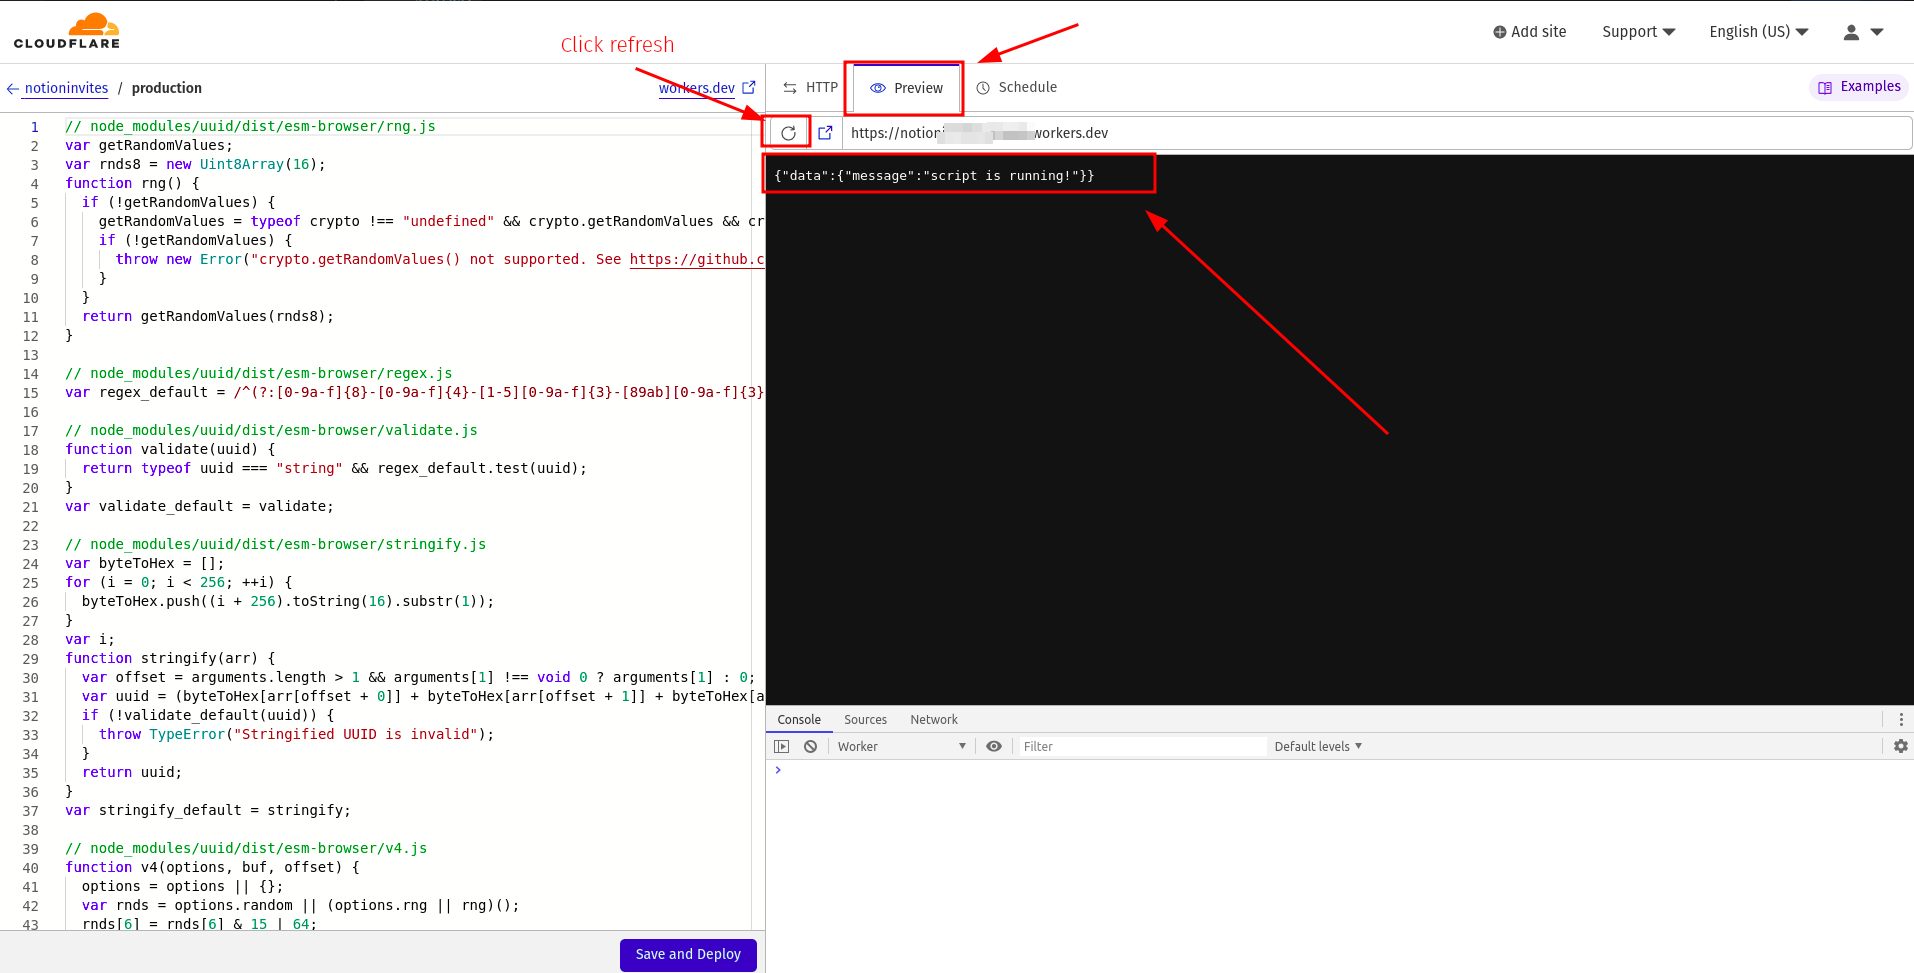 CLOUDFLARE
Click refresh
Add site
Support
English (US)
notioninvites / production
workers.dev
HTTP
Preview
Schedule
Examples
https://notion
workers.dev
{"data":{"message":"script is running!"}}
1 // node_modules/uuid/dist/esm-browser/rng.js
2 var getRandomValues;
3 var rnds8 = new Uint8Array(16);
4 function rng() {
5 if (!getRandomValues) {
6 getRandomValues = typeof crypto !== "undefined" && crypto.getRandomValues && cr
7 if (!getRandomValues) {
8 throw new Error("crypto.getRandomValues() not supported. See https://github.c
9 }
10 }
11 return getRandomValues(rnds8);
12 }
13
14 // node_modules/uuid/dist/esm-browser/regex.js
15 var regex_default = /^(?:[0-9a-f]{8}-[0-9a-f]{4}-[1-5][0-9a-f]{3}-[89ab][0-9a-f]{3}
16
17 // node_modules/uuid/dist/esm-browser/validate.js
18 function validate(uuid) {
19 return typeof uuid === "string" && regex_default.test(uuid);
20 }
21 var validate_default = validate;
22
23 // node_modules/uuid/dist/esm-browser/stringify.js
24 var byteToHex = [];
25 for (i = 0; i < 256; ++i) {
26 byteToHex.push((i + 256).toString(16).substr(1));
27 }
28 var i;
29 function stringify(arr) {
30 var offset = arguments.length > 1 && arguments[1] !== void 0 ? arguments[1] : 0;
31 var uuid = (byteToHex[arr[offset + 0]] + byteToHex[arr[offset + 1]] + byteToHex[a
32 if (!validate_default(uuid)) {
33 throw TypeError("Stringified UUID is invalid");
34 }
35 return uuid;
36 }
37 var stringify_default = stringify;
38
39 // node_modules/uuid/dist/esm-browser/v4.js
40 function v4(options, buf, offset) {
41 options = options || {};
42 var rnds = options.random || (options.rng || rng)();
43 rnds[6] = rnds[6] & 15 | 64;
Save and Deploy
Console
Sources
Network
Worker
Filter
Default levels